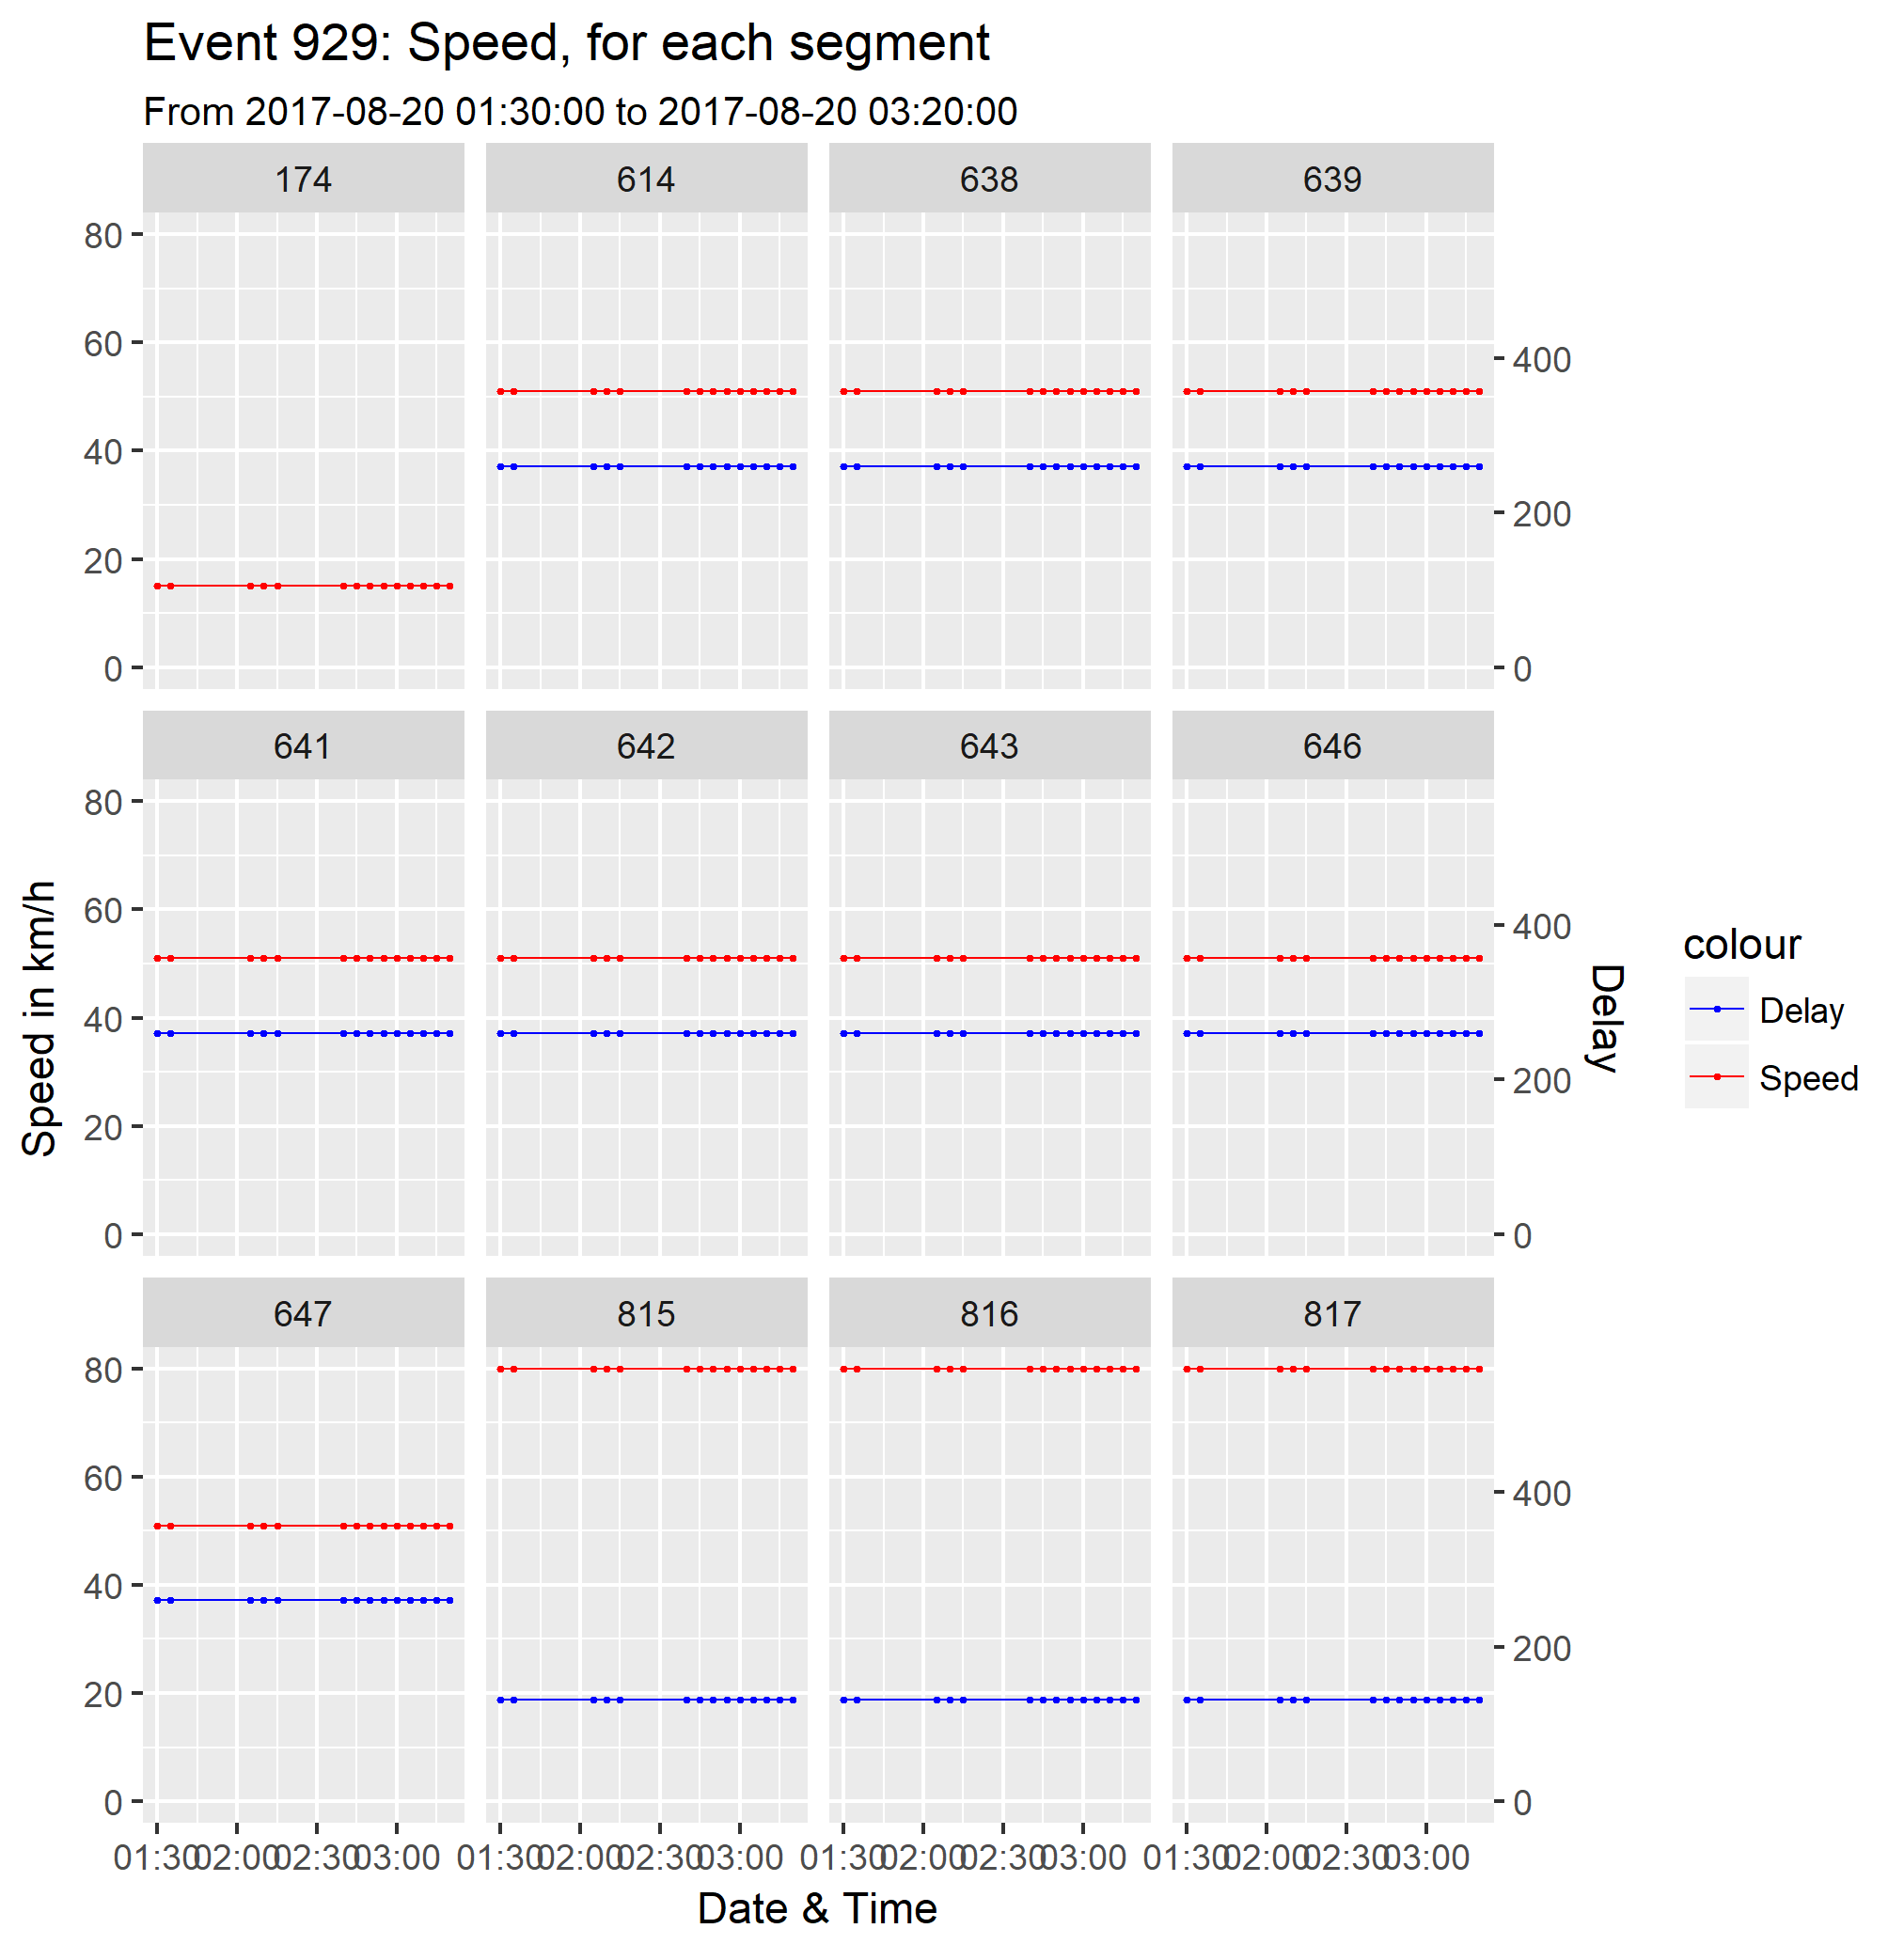 Event 929: Speed, for each segment
From 2017-08-20 01:30:00 to 2017-08-20 03:20:00
174 614 638 639
80
60
40
20
0
400
200
0
641 642 643 646
80
60
40
20
0
400
200
0
647 815 816 817
80
60
40
20
0
400
200
0
01:30 02:00 02:30 03:00 01:30 02:00 02:30 03:00 01:30 02:00 02:30 03:00 01:30 02:00 02:30 03:00
Date & Time
Speed in km/h
Delay
colour
Delay
Speed